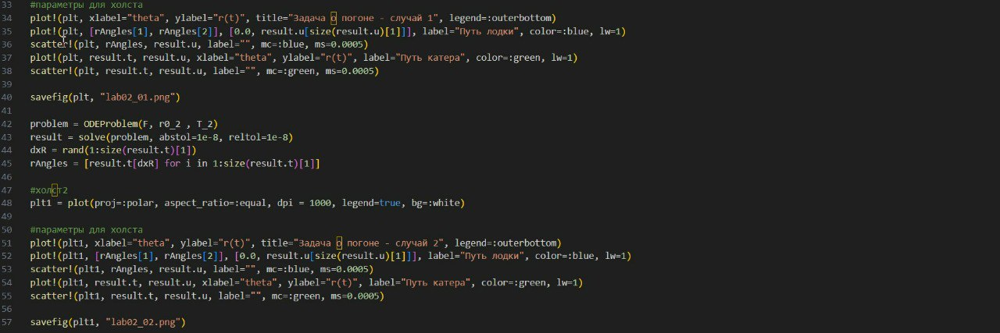 33 #параметры для холста
34 plot!(plt, xlabel="theta", ylabel="r(t)", title="Задача о погоне - случай 1", legend=:outerbottom)
35 plot!(plt, [rAngles[1], rAngles[2]], [0.0, result.u[size(result.u)[1]]], label="Путь лодки", color=:blue, lw=1)
36 scatter!(plt, rAngles, result.u, label="", mc=:blue, ms=0.0005)
37 plot!(plt, result.t, result.u, xlabel="theta", ylabel="r(t)", label="Путь катера", color=:green, lw=1)
38 scatter!(plt, result.t, result.u, label="", mc=:green, ms=0.0005)
39
40 savefig(plt, "lab02_01.png")
41
42 problem = ODEProblem(F, r0_2 , T_2)
43 result = solve(problem, abstol=1e-8, reltol=1e-8)
44 dxR = rand(1:size(result.t)[1])
45 rAngles = [result.t[dxR] for i in 1:size(result.t)[1]]
46
47 #холст2
48 plt1 = plot(proj=:polar, aspect_ratio=:equal, dpi = 1000, legend=true, bg=:white)
49
50 #параметры для холста
51 plot!(plt1, xlabel="theta", ylabel="r(t)", title="Задача о погоне - случай 2", legend=:outerbottom)
52 plot!(plt1, [rAngles[1], rAngles[2]], [0.0, result.u[size(result.u)[1]]], label="Путь лодки", color=:blue, lw=1)
53 scatter!(plt1, rAngles, result.u, label="", mc=:blue, ms=0.0005)
54 plot!(plt1, result.t, result.u, xlabel="theta", ylabel="r(t)", label="Путь катера", color=:green, lw=1)
55 scatter!(plt1, result.t, result.u, label="", mc=:green, ms=0.0005)
56
57 savefig(plt1, "lab02_02.png")